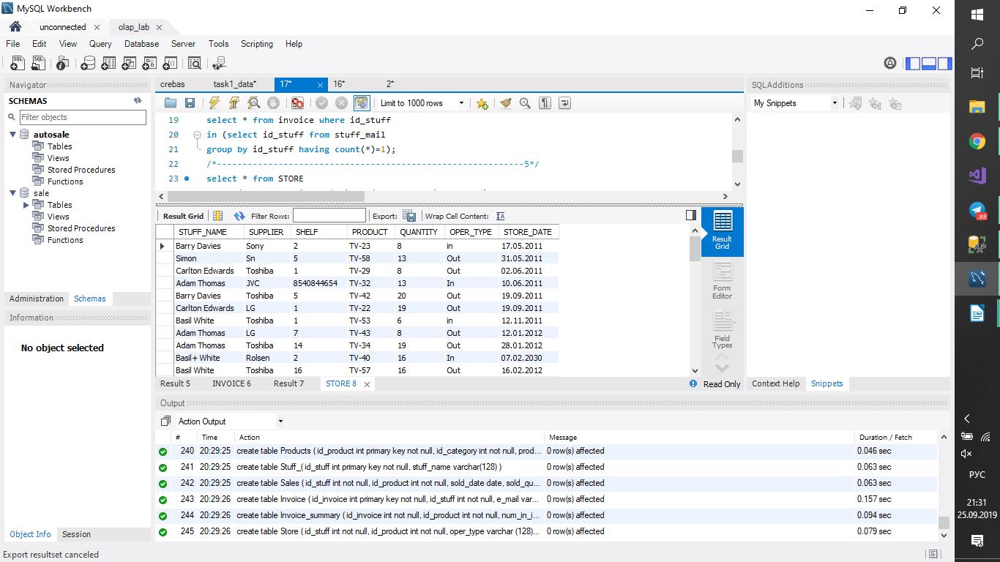 MySQL Workbench
unconnected
olap_lab
File Edit View Query Database Server Tools Scripting Help
Navigator
SCHEMAS
Filter objects
autosale
Tables
Views
Stored Procedures
Functions
sale
Tables
Views
Stored Procedures
Functions
Administration Schemas
Information
No object selected
Object Info Session
Export resultset canceled
crebas task1_data* 17* 16* 2*
Limit to 1000 rows
19 select * from invoice where id_stuff
20 in (select id_stuff from stuff_mail
21 group by id_stuff having count(*)=1);
22 /*------------------------------------------------------------5*/
23 select * from STORE
Result Grid Filter Rows: Export: Wrap Cell Content:
STUFF_NAME SUPPLIER SHELF PRODUCT QUANTITY OPER_TYPE STORE_DATE
Barry Davies Sony 2 TV-23 8 in 17.05.2011
Simon Sn 5 TV-58 13 Out 31.05.2011
Carlton Edwards Toshiba 1 TV-29 8 Out 02.06.2011
Adam Thomas JVC 8540844654 TV-32 13 In 10.06.2011
Barry Davies Toshiba 5 TV-42 20 Out 19.09.2011
Carlton Edwards LG 1 TV-22 19 Out 19.09.2011
Basil White Toshiba 1 TV-53 6 in 12.11.2011
Adam Thomas LG 7 TV-43 8 Out 12.01.2012
Adam Thomas Toshiba 14 TV-34 19 Out 28.01.2012
Basil+ White Rolsen 2 TV-40 16 In 07.02.2030
Basil White Toshiba 16 TV-57 16 Out 16.02.2012
Result Grid
Form Editor
Field Types
Result 5 INVOICE 6 Result 7 STORE 8
Read Only
SQLAdditions
My Snippets
Context Help Snippets
Output
Action Output
# Time Action Message Duration / Fetch
240 20:29:25 create table Products ( id_product int primary key not null, id_category int not null, prod... 0 row(s) affected 0.046 sec
241 20:29:25 create table Stuff_( id_stuff int primary key not null, stuff_name varchar(128) ) 0 row(s) affected 0.063 sec
242 20:29:25 create table Sales ( id_stuff int not null, id_product int not null, sold_date date, sold_qu... 0 row(s) affected 0.063 sec
243 20:29:26 create table Invoice ( id_invoice int primary key not null, id_stuff int not null, e_mail var... 0 row(s) affected 0.157 sec
244 20:29:26 create table Invoice_summary ( id_invoice int not null, id_product int not null, num_in_i... 0 row(s) affected 0.094 sec
245 20:29:26 create table Store ( id_stuff int not null, id_product int not null, oper_type varchar (128)... 0 row(s) affected 0.079 sec
88
РУС
21:31
25.09.2019